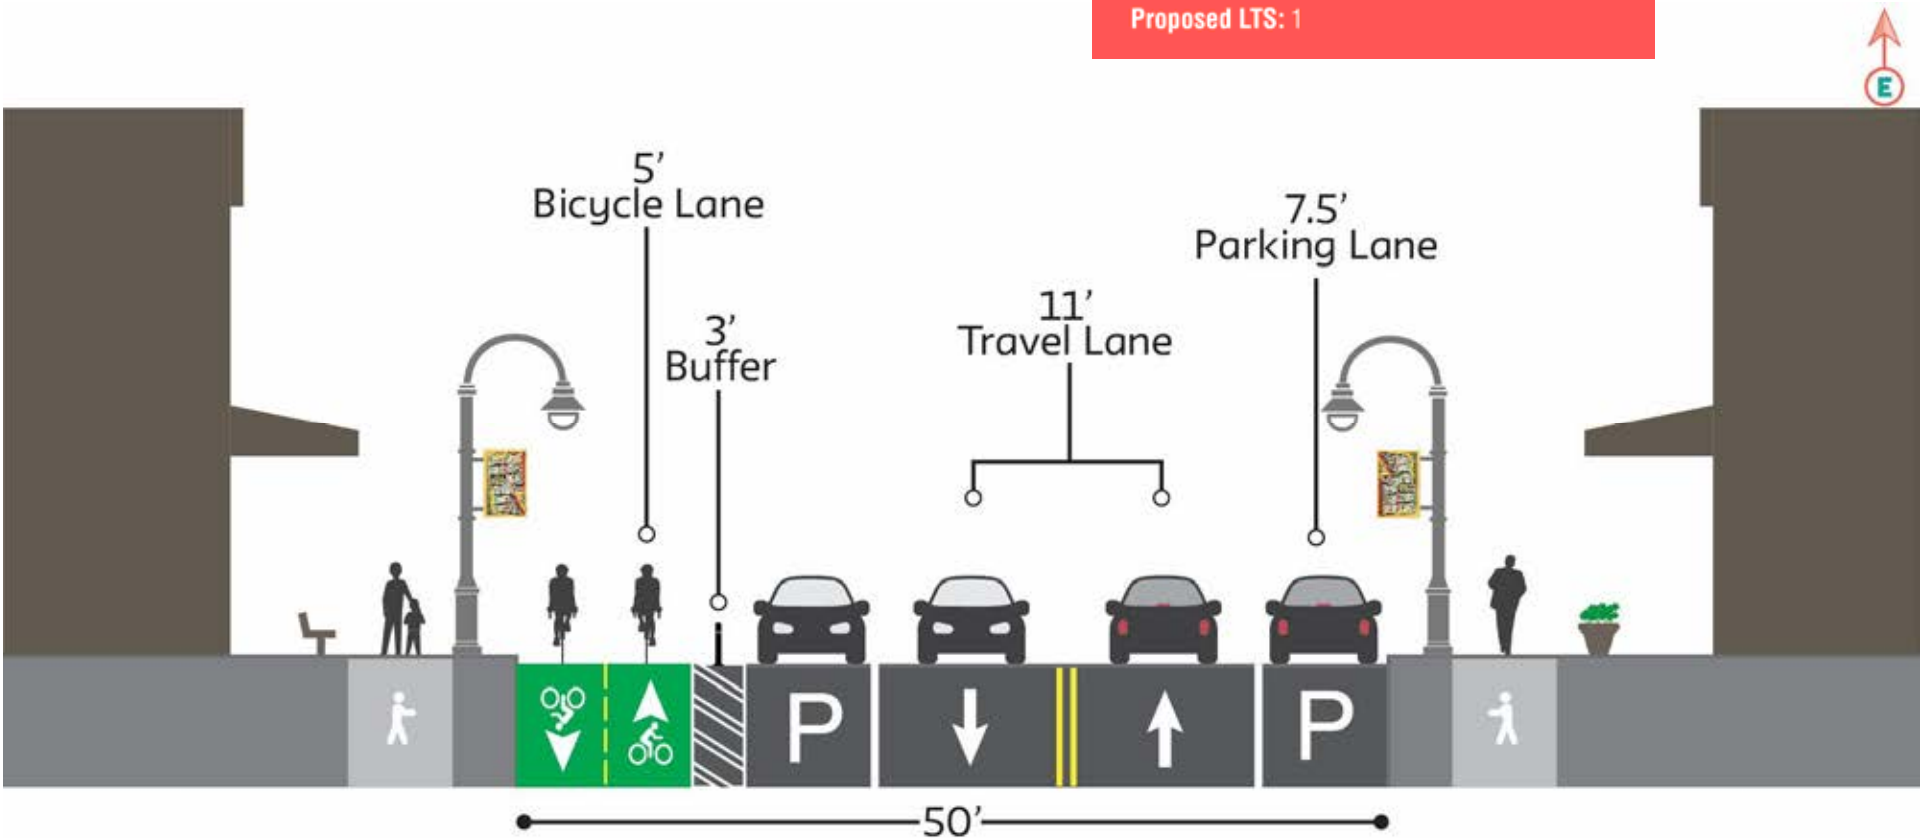 Proposed LTS: 1
E
5’
Bicycle Lane
7.5’
Parking Lane
11’
Travel Lane
3’
Buffer
P
P
50’